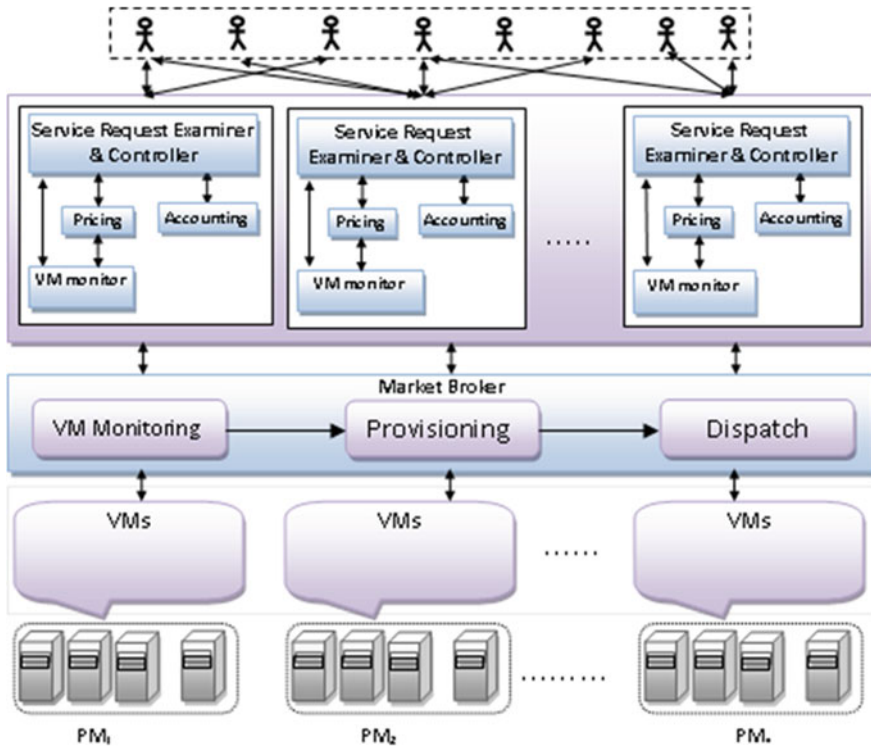 Service Request Examiner
& Controller
Pricing
Accounting
VM monitor
Service Request
Examiner & Controller
Pricing
Accounting
VM monitor
.....
Service Request
Examiner & Controller
Pricing
Accounting
VM monitor
Market Broker
VM Monitoring
Provisioning
Dispatch
VMs
VMs
......
VMs
.........
PM₁
PM₂
PMₙ